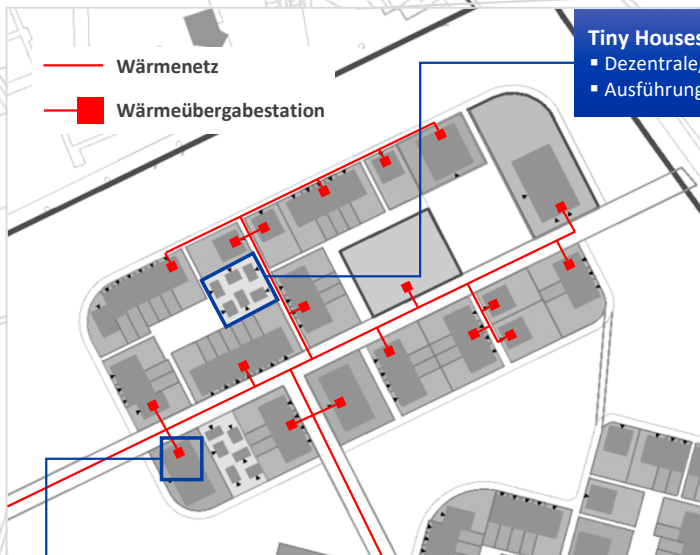 Wärmenetz
Wärmeübergabestation
Tiny Houses
▪ Dezentrale,
▪ Ausführung